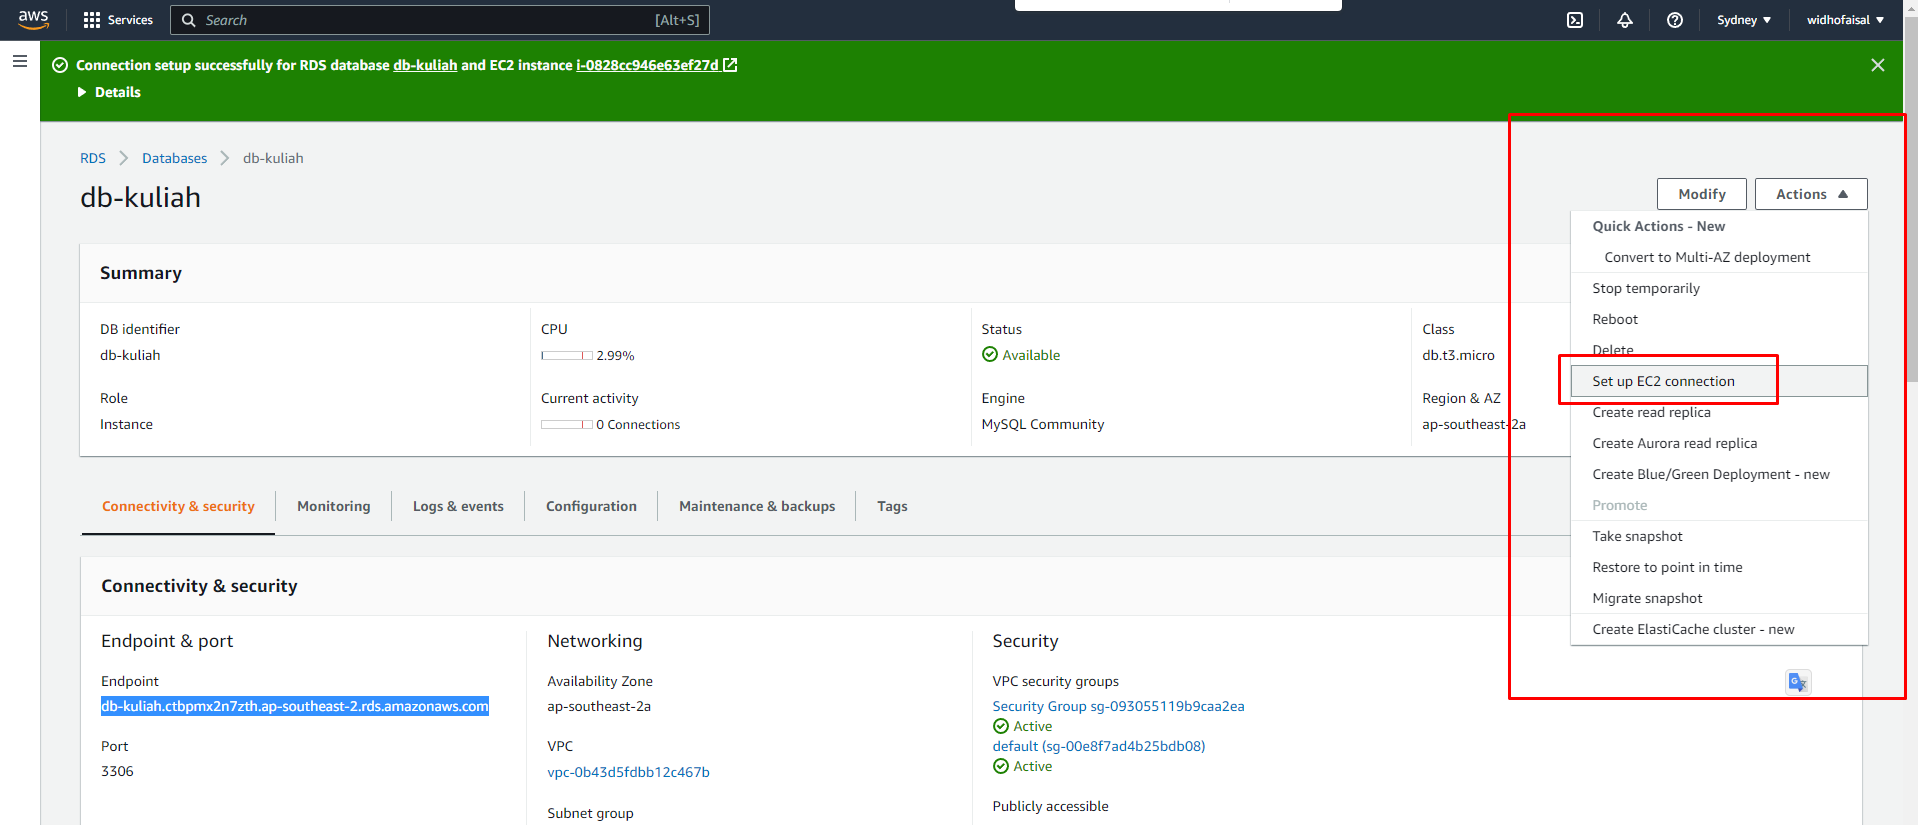 aws Services Search [Alt+S] Sydney ▼ widhofaisal ▼
Connection setup successfully for RDS database db-kuliah and EC2 instance i-0828cc946e63ef27d
Details
RDS > Databases > db-kuliah
db-kuliah
Modify
Actions ▲
Quick Actions - New
Convert to Multi-AZ deployment
Stop temporarily
Reboot
Delete
Set up EC2 connection
Create read replica
Create Aurora read replica
Create Blue/Green Deployment - new
Promote
Take snapshot
Restore to point in time
Migrate snapshot
Create ElastiCache cluster - new
Summary
DB identifier
db-kuliah
CPU
2.99%
Status
Available
Class
db.t3.micro
Role
Instance
Current activity
0 Connections
Engine
MySQL Community
Region & AZ
ap-southeast-2a
Connectivity & security
Monitoring
Logs & events
Configuration
Maintenance & backups
Tags
Connectivity & security
Endpoint & port
Endpoint
db-kuliah.ctbpmx2n7zth.ap-southeast-2.rds.amazonaws.com
Port
3306
Networking
Availability Zone
ap-southeast-2a
VPC
vpc-0b43d5fdbb12c467b
Subnet group
Security
VPC security groups
Security Group sg-093055119b9caa2ea
Active
default (sg-00e8f7ad4b25bdb08)
Active
Publicly accessible